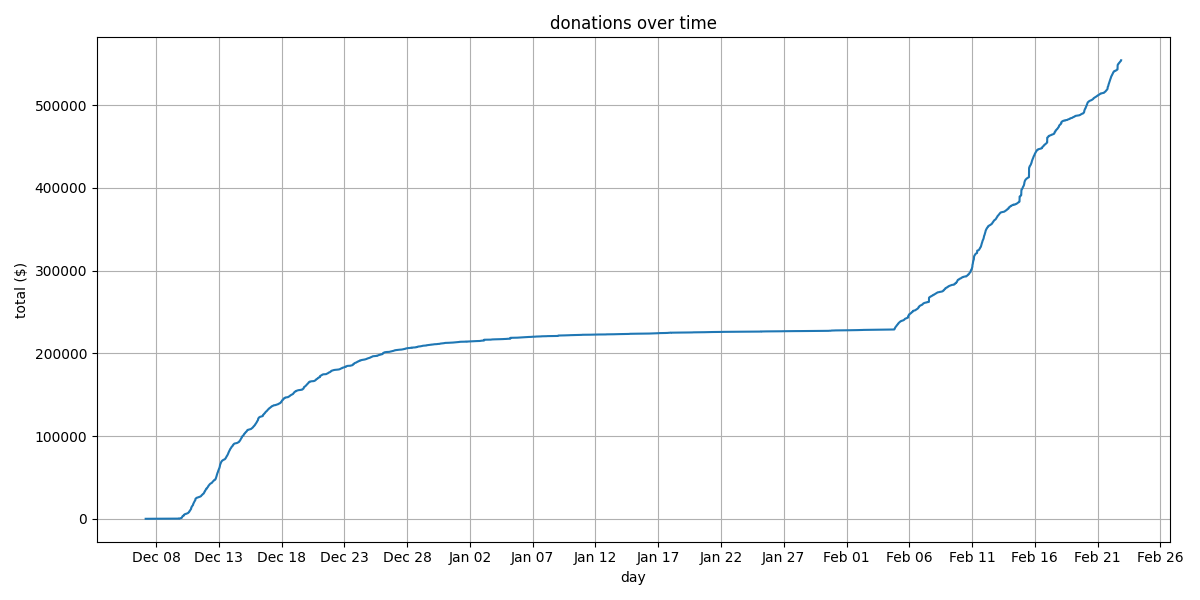 donations over time
total ($)
500000
400000
300000
200000
100000
0
Dec 08 Dec 13 Dec 18 Dec 23 Dec 28 Jan 02 Jan 07 Jan 12 Jan 17 Jan 22 Jan 27 Feb 01 Feb 06 Feb 11 Feb 16 Feb 21 Feb 26
day